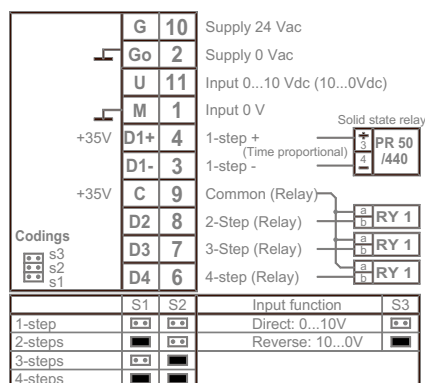 G 10 Supply 24 Vac
Go 2 Supply 0 Vac
U 11 Input 0...10 Vdc (10...0Vdc)
M 1 Input 0 V
Solid state relay
+35V D1+ 4 1-step + + 3 PR 50
(Time proportional)
D1- 3 1-step - 4 - /440
+35V C 9 Common (Relay)
D2 8 2-Step (Relay) a b RY 1
D3 7 3-Step (Relay) a b RY 1
D4 6 4-step (Relay) a b RY 1
Codings
s3
s2
s1
S1 S2 Input function S3
1-step Direct: 0...10V
2-steps Reverse: 10...0V
3-steps
4-steps